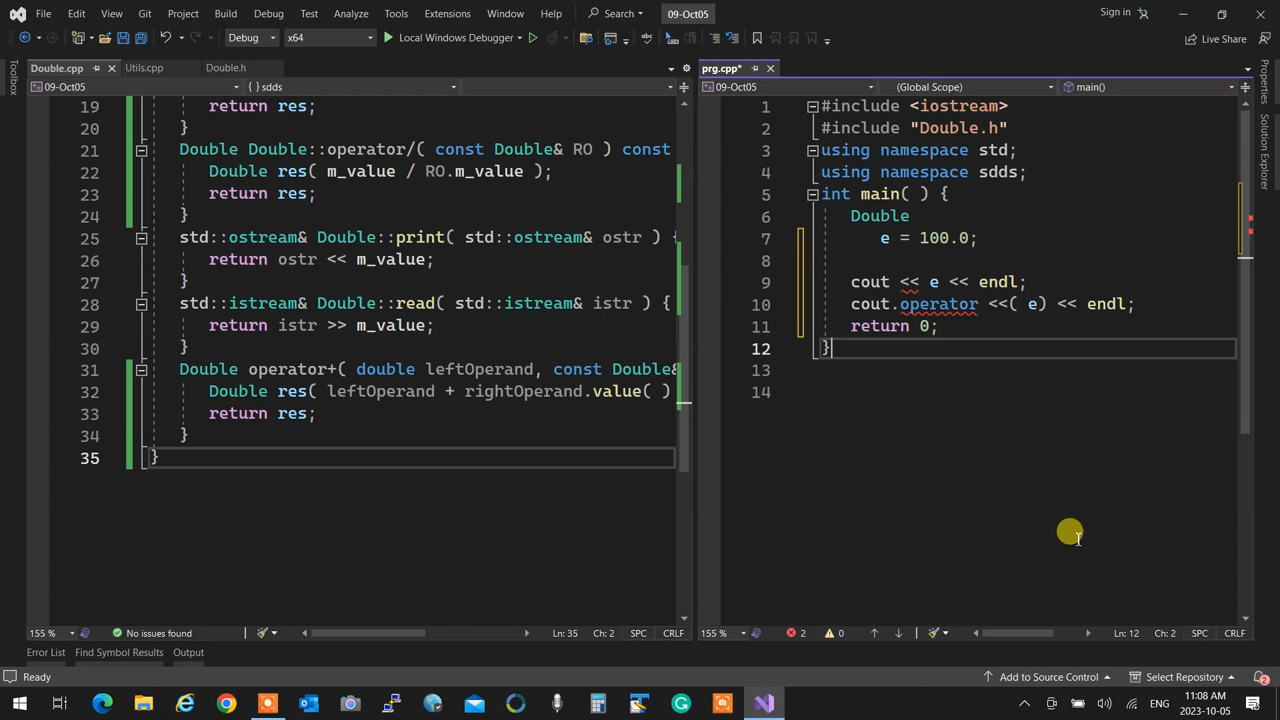 File Edit View Git Project Build Debug Test Analyze Tools Extensions Window Help Search 09-Oct05 Sign in
Debug x64 Local Windows Debugger Live Share
Toolbox
Double.cpp Utils.cpp Double.h
09-Oct05 {} sdds
19 return res;
20 }
21 Double Double::operator/( const Double& RO ) const
22 Double res( m_value / RO.m_value );
23 return res;
24 }
25 std::ostream& Double::print( std::ostream& ostr ) {
26 return ostr << m_value;
27 }
28 std::istream& Double::read( std::istream& istr ) {
29 return istr >> m_value;
30 }
31 Double operator+( double leftOperand, const Double&
32 Double res( leftOperand + rightOperand.value( )
33 return res;
34 }
35 }
155 % No issues found Ln: 35 Ch: 2 SPC CRLF
prg.cpp*
09-Oct05 (Global Scope) main()
1 #include <iostream>
2 #include "Double.h"
3 using namespace std;
4 using namespace sdds;
5 int main( ) {
6 Double
7 e = 100.0;
8
9 cout << e << endl;
10 cout.operator <<( e) << endl;
11 return 0;
12 }
13
14
155 % 2 0 Ln: 12 Ch: 2 SPC CRLF
Properties
Solution Explorer
Error List Find Symbol Results Output
Ready Add to Source Control Select Repository 2
ENG 11:08 AM
2023-10-05